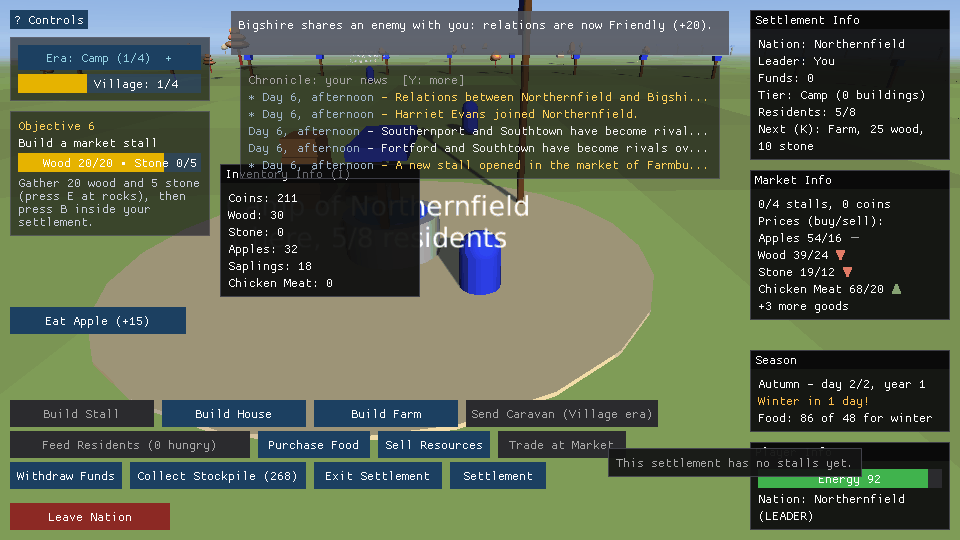 ? Controls
Era: Camp (1/4) +
Village: 1/4
Objective 6
Build a market stall
Wood 20/20 • Stone 0/5
Gather 20 wood and 5 stone
(press E at rocks), then
press B inside your
settlement.
Eat Apple (+15)
Bigshire shares an enemy with you: relations are now Friendly (+20).
Chronicle: your news [Y: more]
* Day 6, afternoon – Relations between Northernfield and Bigshi...
* Day 6, afternoon – Harriet Evans joined Northernfield.
Day 6, afternoon – Southernport and Southtown have become rival...
Day 6, afternoon – Fortford and Southtown have become rivals ov...
* Day 6, afternoon – A new stall opened in the market of Farmbu...
Inventory Info (I)
Coins: 211
Wood: 30
Stone: 0
Apples: 32
Saplings: 18
Chicken Meat: 0
p of Northernfield
re, 5/8 residents
Settlement Info
Nation: Northernfield
Leader: You
Funds: 0
Tier: Camp (0 buildings)
Residents: 5/8
Next (K): Farm, 25 wood,
10 stone
Market Info
0/4 stalls, 0 coins
Prices (buy/sell):
Apples 54/16 —
Wood 39/24 ▼
Stone 19/12 ▼
Chicken Meat 68/20 ▲
+3 more goods
Season
Autumn – day 2/2, year 1
Winter in 1 day!
Food: 86 of 48 for winter
Energy 92
Nation: Northernfield
(LEADER)
This settlement has no stalls yet.
Build Stall
Build House
Build Farm
Send Caravan (Village era)
Feed Residents (0 hungry)
Purchase Food
Sell Resources
Trade at Market
Withdraw Funds
Collect Stockpile (268)
Exit Settlement
Settlement
Leave Nation